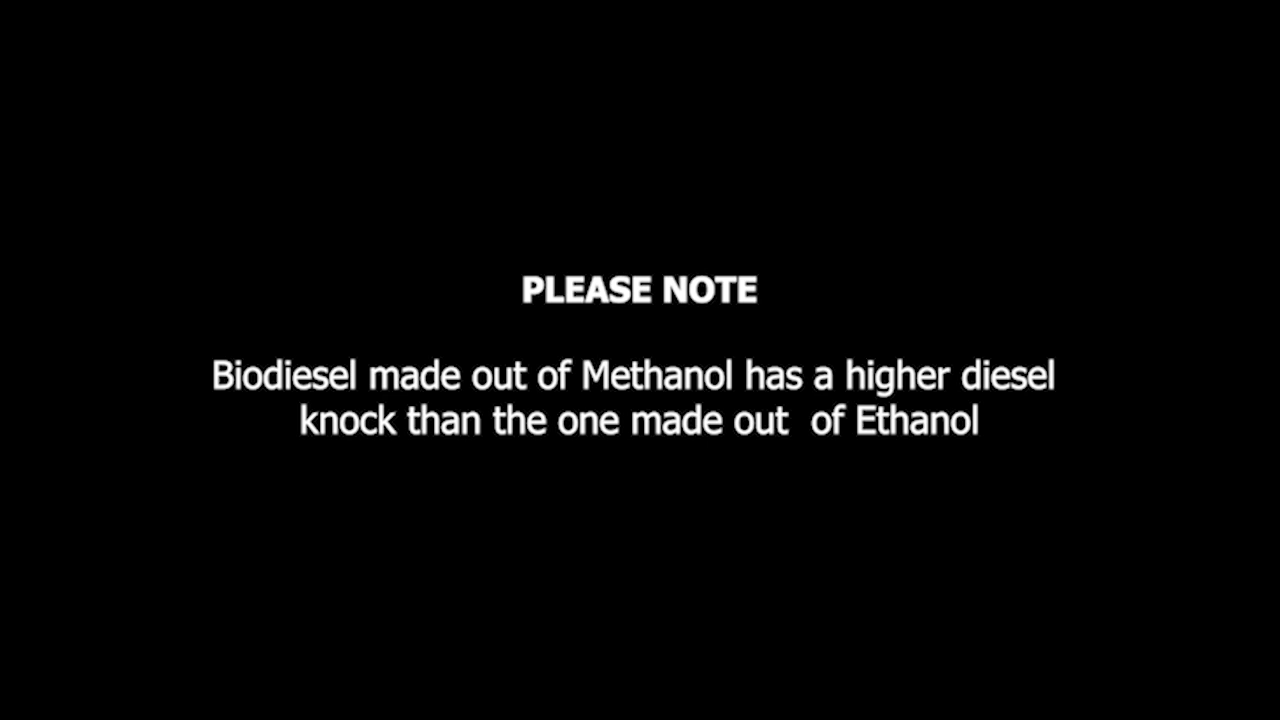 PLEASE NOTE
Biodiesel made out of Methanol has a higher diesel
knock than the one made out  of Ethanol